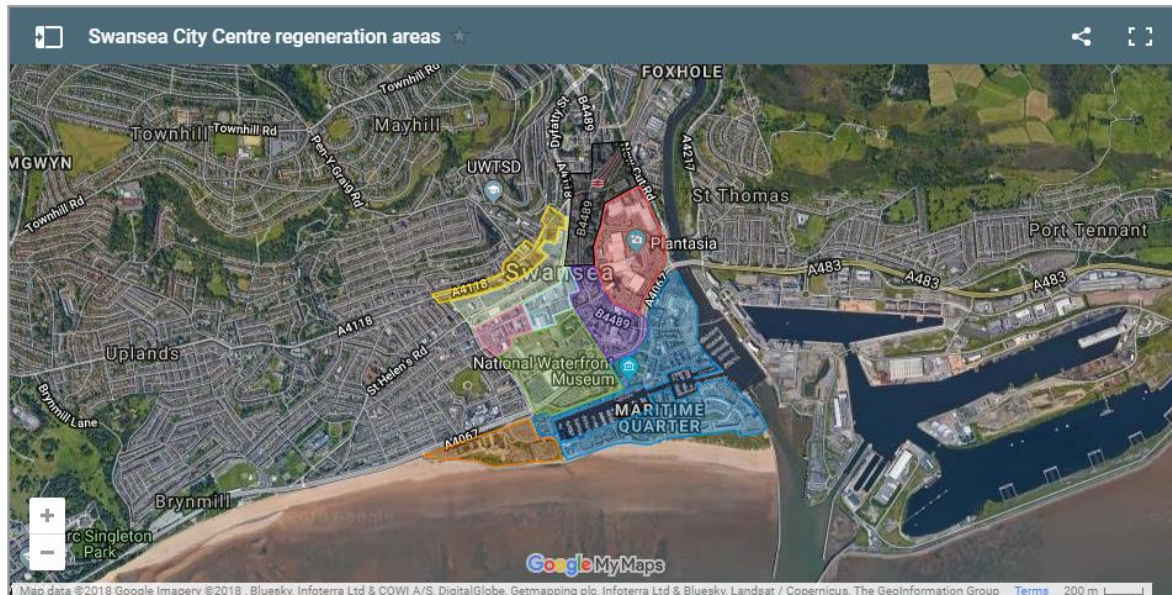 Swansea City Centre regeneration areas
FOXHOLE
Townhill Rd
Dyfatty St
B4489
Townhill
Townhill Rd
Mayhill
MGWYN
Pen-Y-Graig Rd
UWTSD
A4118
New Cut Rd
A4217
St Thomas
Townhill Rd
B4489
Plantasia
Port Tennant
Swansea
A483
A483
A483
A4118
A4067
A4118
B4489
Uplands
St Helen's Rd
National Waterfront
Museum
Brynmill Lane
MARITIME
QUARTER
A4067
Brynmill
+
Singleton
Park
−
Google My Maps
Map data ©2018 Google Imagery ©2018 , Bluesky, Infoterra Ltd & COWI A/S, DigitalGlobe, Getmapping plc, Infoterra Ltd & Bluesky, Landsat / Copernicus, The GeoInformation Group Terms 200 m